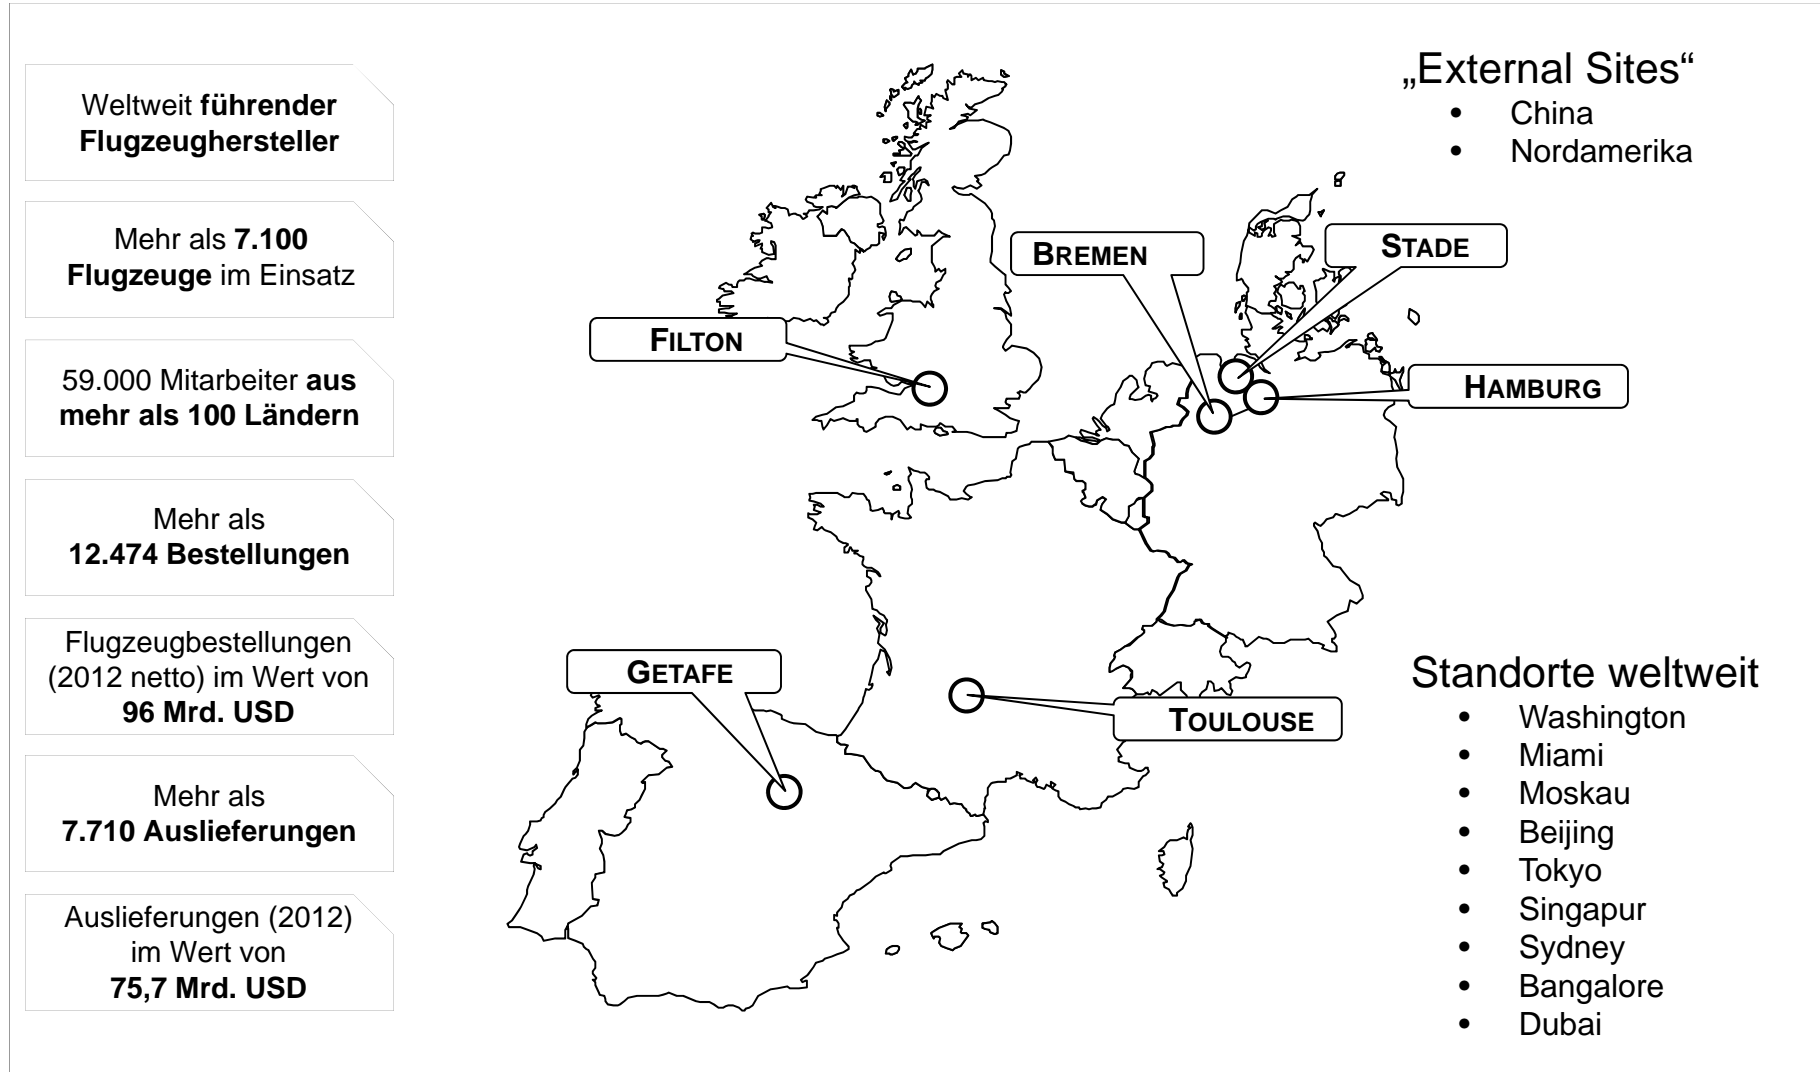 Weltweit führender
Flugzeughersteller
Mehr als 7.100
Flugzeuge im Einsatz
59.000 Mitarbeiter aus
mehr als 100 Ländern
Mehr als
12.474 Bestellungen
Flugzeugbestellungen
(2012 netto) im Wert von
96 Mrd. USD
Mehr als
7.710 Auslieferungen
Auslieferungen (2012)
im Wert von
75,7 Mrd. USD
BREMEN
STADE
FILTON
HAMBURG
GETAFE
TOULOUSE
„External Sites“
• China
• Nordamerika
Standorte weltweit
• Washington
• Miami
• Moskau
• Beijing
• Tokyo
• Singapur
• Sydney
• Bangalore
• Dubai